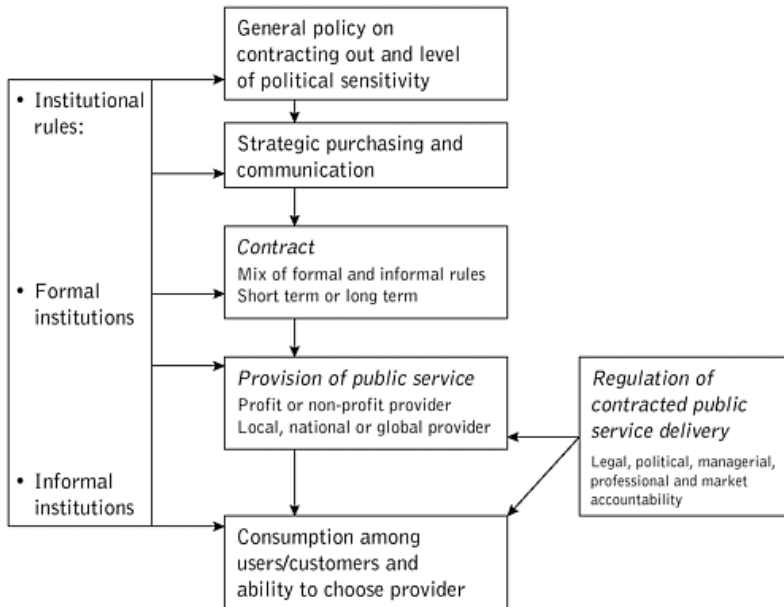 General policy on
contracting out and level
of political sensitivity
• Institutional
rules:
Strategic purchasing and
communication
Contract
Mix of formal and informal rules
Short term or long term
• Formal
institutions
Provision of public service
Profit or non-profit provider
Local, national or global provider
Regulation of
contracted public
service delivery
Legal, political, managerial,
professional and market
accountability
• Informal
institutions
Consumption among
users/customers and
ability to choose provider